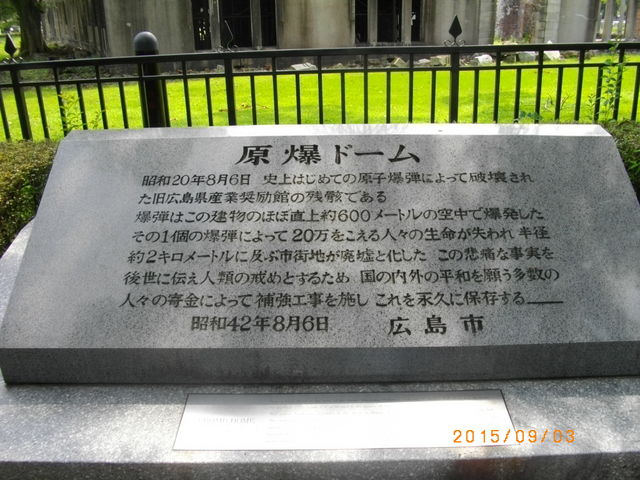 原爆ドーム
昭和20年8月6日 史上はじめての原子爆弾によって破壊され
た旧広島県産業奨励館の残骸である
爆弾はこの建物のほぼ直上約600メートルの空中で爆発した
その1個の爆弾によって20万をこえる人々の生命が失われ 半径
約2キロメートルに及ぶ市街地が廃墟と化した この悲痛な事実を
後世に伝え人類の戒めとするため 国の内外の平和を願う多数の
人々の寄金によって補強工事を施し これを永久に保存する——
昭和42年8月6日 広島市
2015/09/03